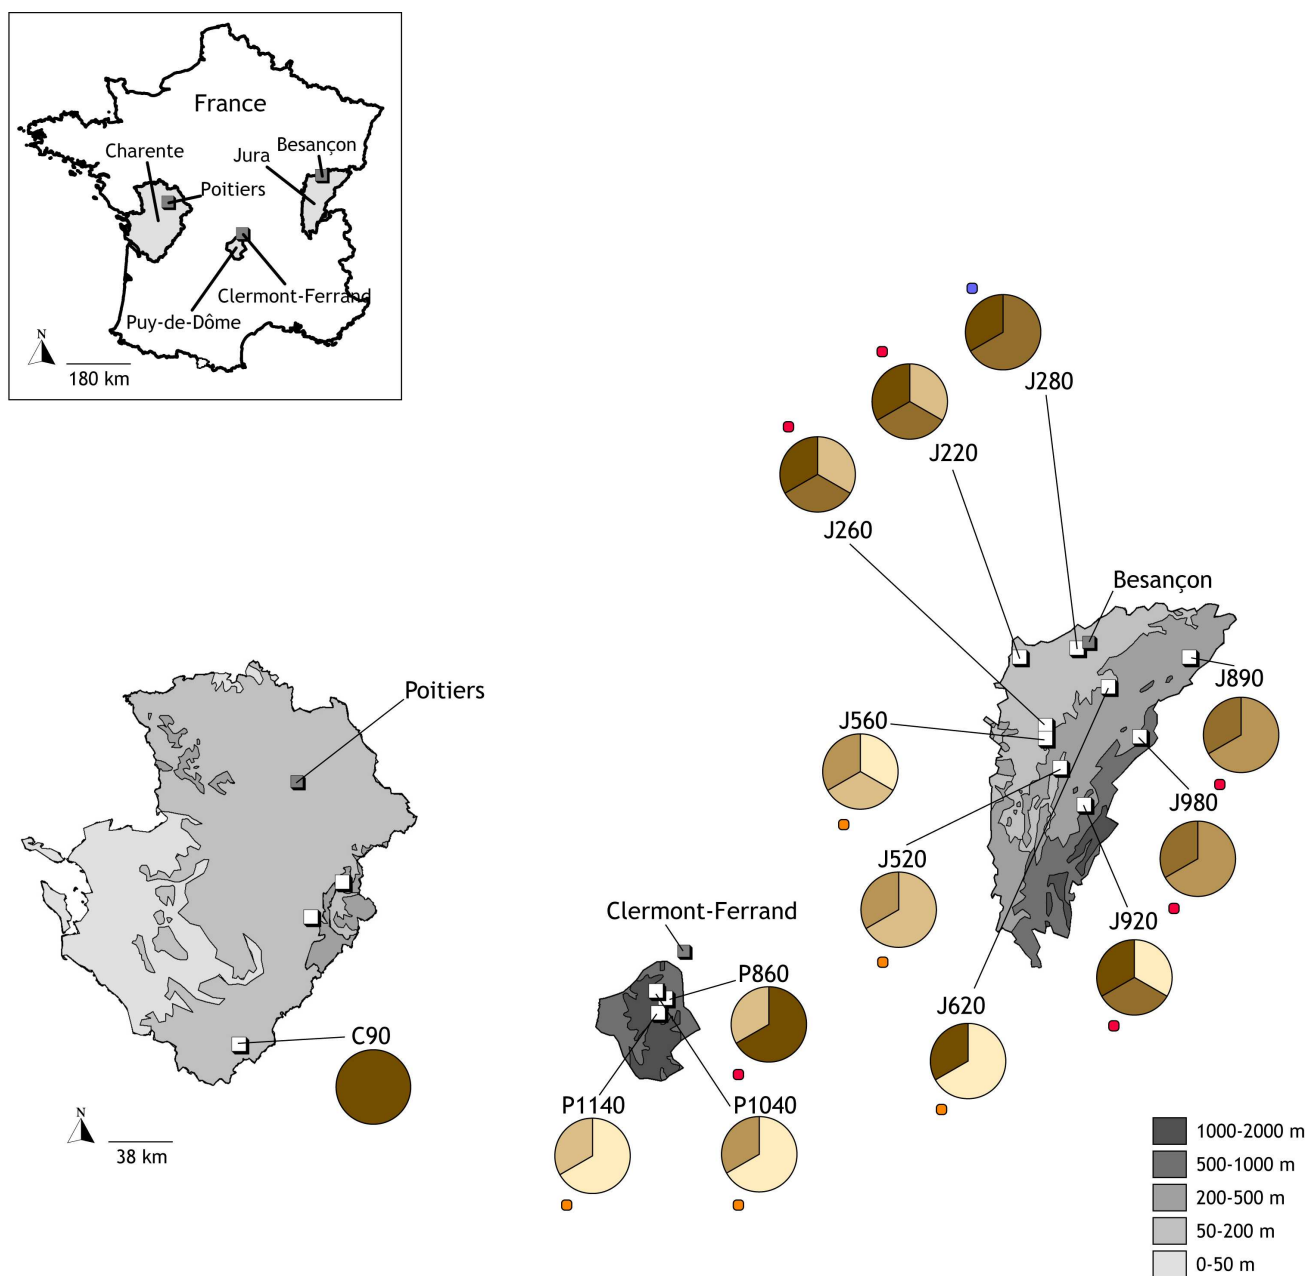 France
Charente
Jura
Besançon
Poitiers
Clermont-Ferrand
Puy-de-Dôme
N
180 km
J280
J220
J260
Besançon
J890
Poitiers
J560
J980
J520
Clermont-Ferrand
J920
P860
J620
C90
P1140
P1040
N
38 km
1000-2000 m
500-1000 m
200-500 m
50-200 m
0-50 m